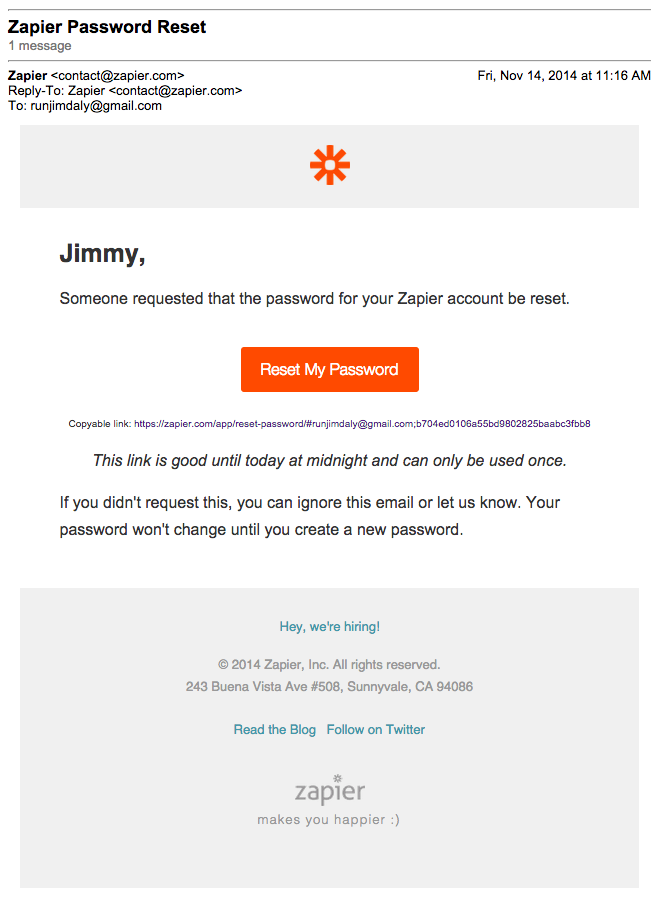 Zapier Password Reset
1 message
Zapier <contact@zapier.com> Fri, Nov 14, 2014 at 11:16 AM
Reply-To: Zapier <contact@zapier.com>
To: runjimdaly@gmail.com
Jimmy,
Someone requested that the password for your Zapier account be reset.
Reset My Password
Copyable link: https://zapier.com/app/reset-password/#runjimdaly@gmail.com;b704ed0106a55bd9802825baabc3fbb8
This link is good until today at midnight and can only be used once.
If you didn't request this, you can ignore this email or let us know. Your
password won't change until you create a new password.
Hey, we're hiring!
© 2014 Zapier, Inc. All rights reserved.
243 Buena Vista Ave #508, Sunnyvale, CA 94086
Read the Blog Follow on Twitter
zapier
makes you happier :)